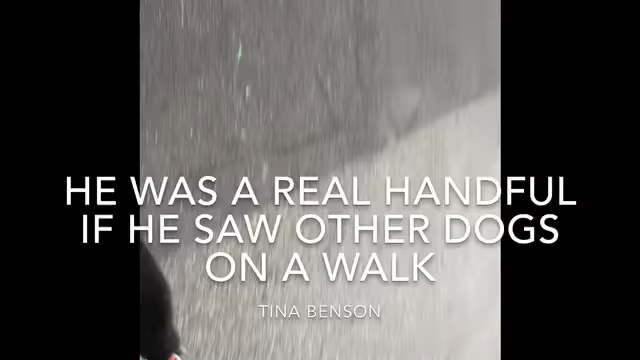 HE WAS A REAL HANDFUL
IF HE SAW OTHER DOGS
ON A WALK
TINA BENSON